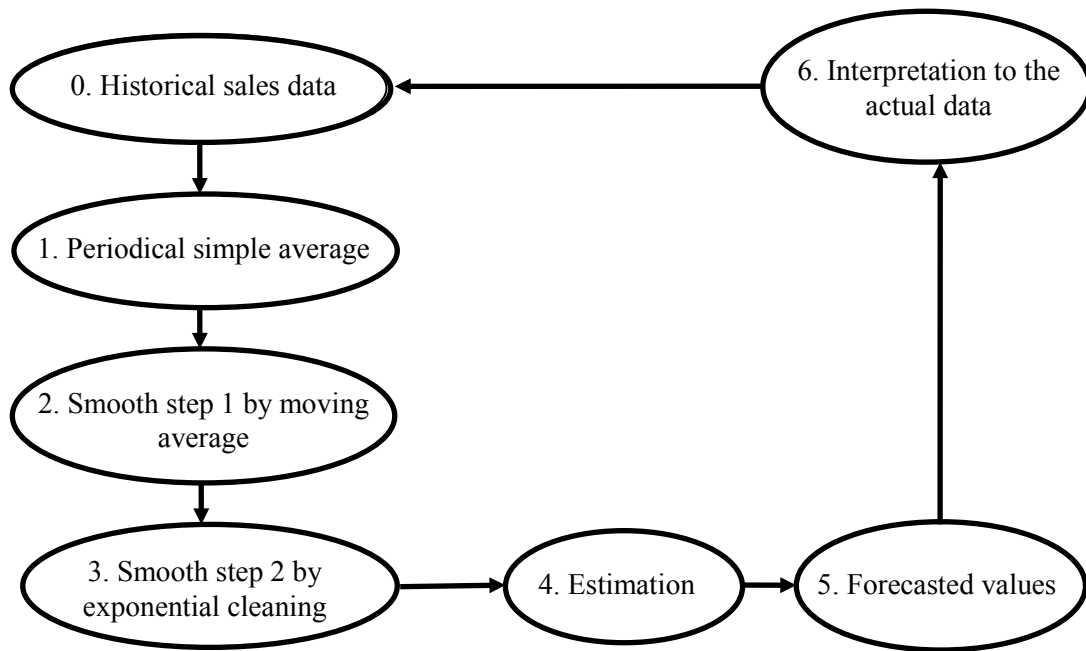 0. Historical sales data
6. Interpretation to the
actual data
1. Periodical simple average
2. Smooth step 1 by moving
average
3. Smooth step 2 by
exponential cleaning
4. Estimation
5. Forecasted values